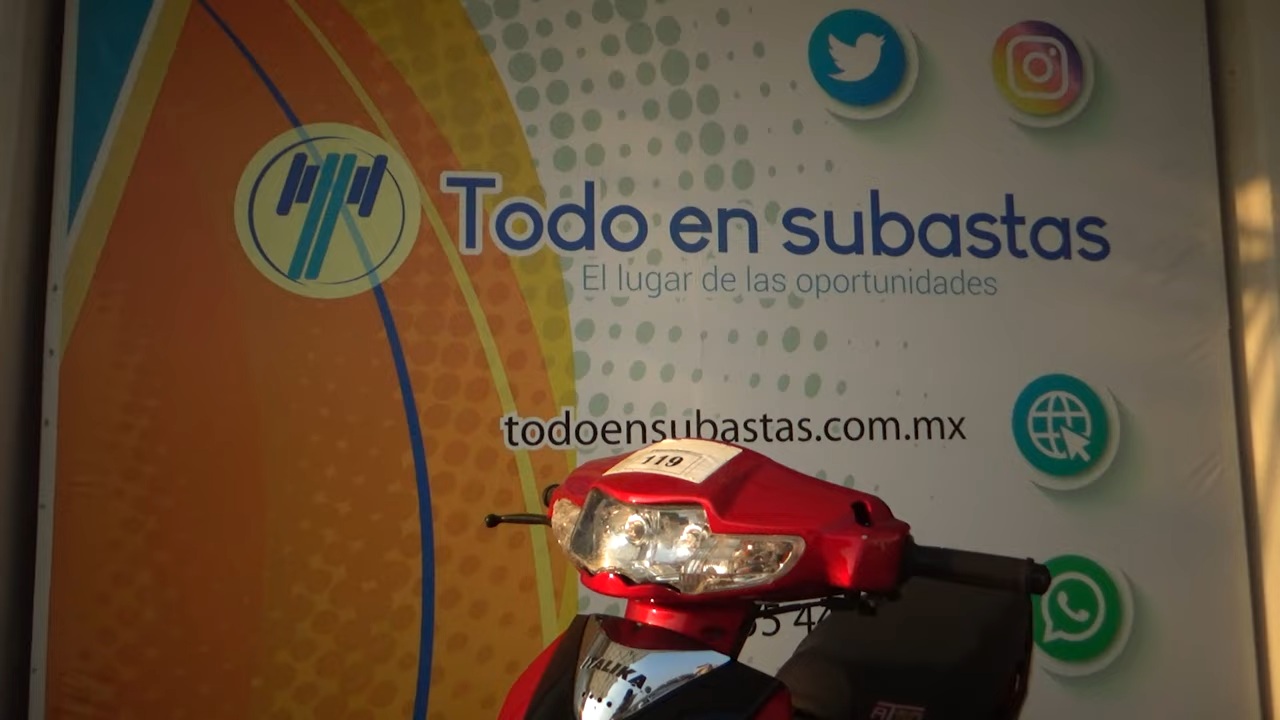 Todo en subastas
El lugar de las oportunidades
todoensubastas.com.mx
119
ITALIKA